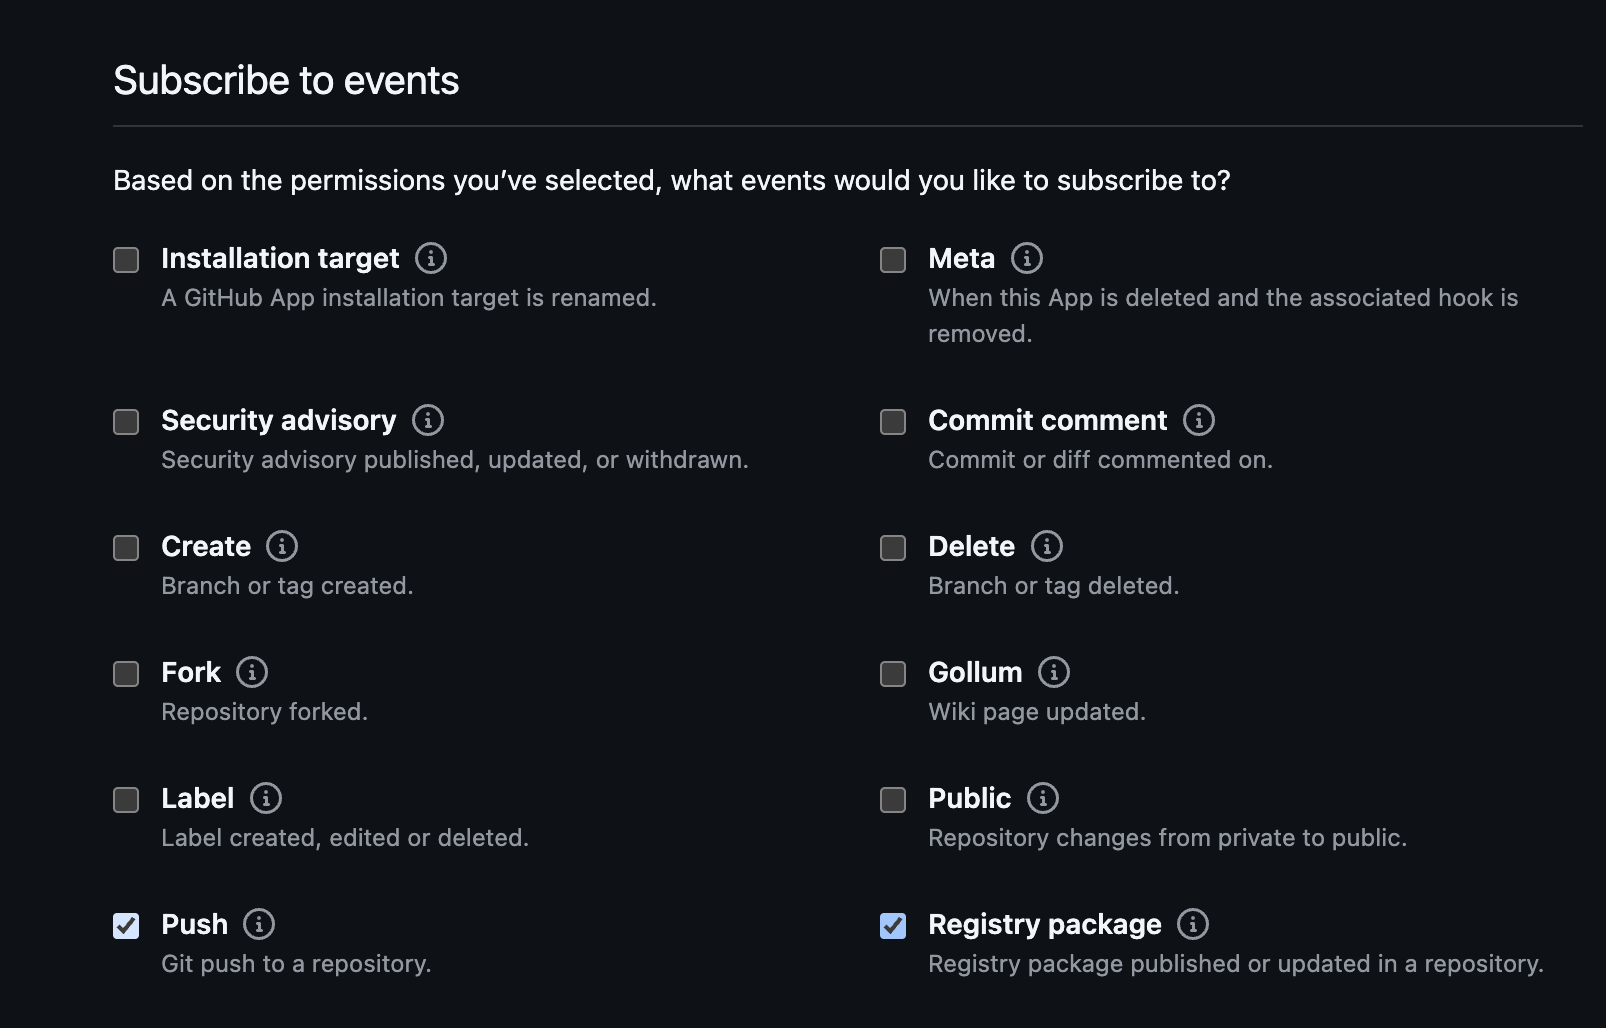 Subscribe to events
Based on the permissions you’ve selected, what events would you like to subscribe to?
Installation target
A GitHub App installation target is renamed.
Meta
When this App is deleted and the associated hook is
removed.
Security advisory
Security advisory published, updated, or withdrawn.
Commit comment
Commit or diff commented on.
Create
Branch or tag created.
Delete
Branch or tag deleted.
Fork
Repository forked.
Gollum
Wiki page updated.
Label
Label created, edited or deleted.
Public
Repository changes from private to public.
Push
Git push to a repository.
Registry package
Registry package published or updated in a repository.